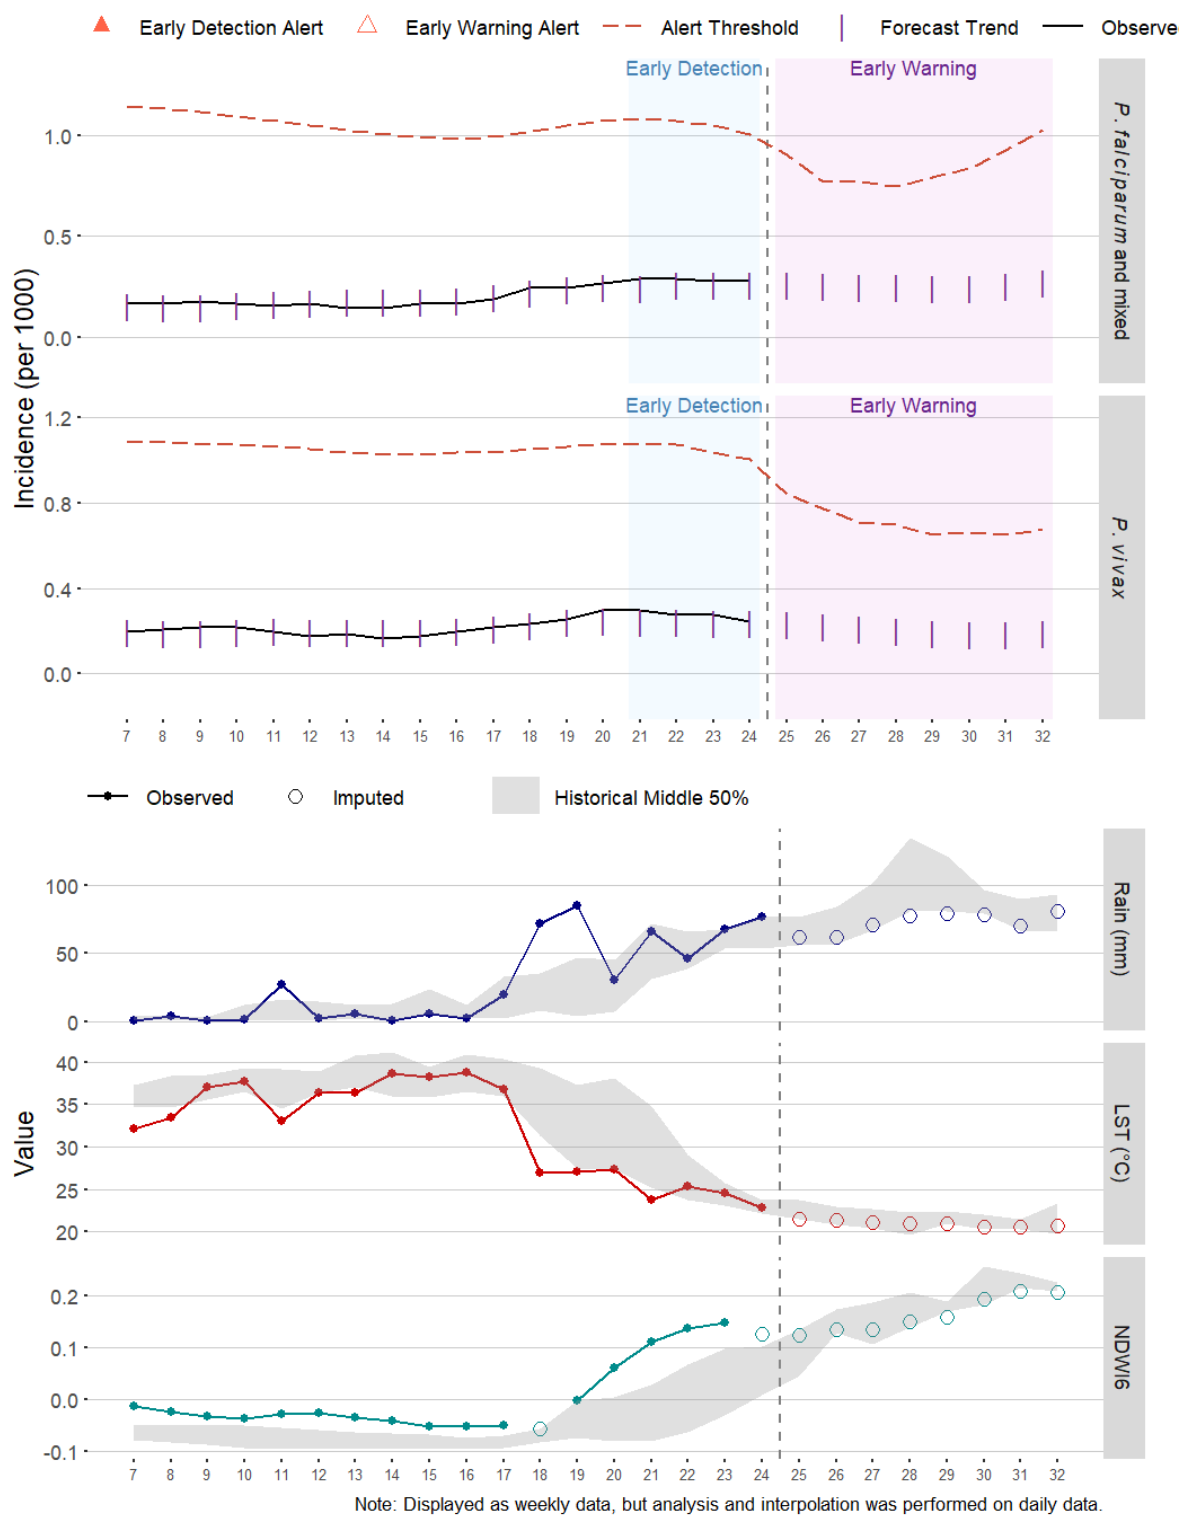 Early Detection Alert Early Warning Alert Alert Threshold Forecast Trend Observe
Early Detection Early Warning
1.0
0.5
0.0
P. falciparum and mixed
Incidence (per 1000)
Early Detection Early Warning
1.2
0.8
0.4
0.0
P. vivax
7 8 9 10 11 12 13 14 15 16 17 18 19 20 21 22 23 24 25 26 27 28 29 30 31 32
Observed Imputed Historical Middle 50%
100
50
0
Rain (mm)
40
35
30
25
20
LST (°C)
Value
0.2
0.1
0.0
-0.1
NDWI6
7 8 9 10 11 12 13 14 15 16 17 18 19 20 21 22 23 24 25 26 27 28 29 30 31 32
Note: Displayed as weekly data, but analysis and interpolation was performed on daily data.